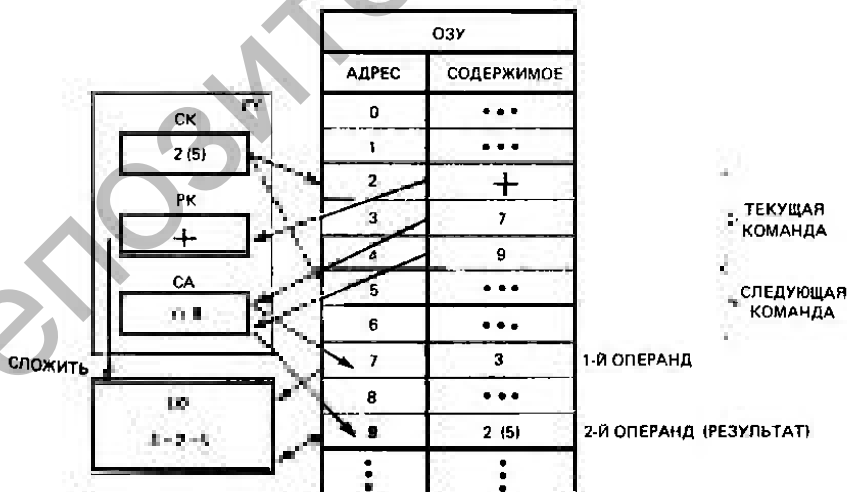 ОЗУ
АДРЕС СОДЕРЖИМОЕ
0 •••
1 •••
2 +
3 7
4 9
5 •••
6 •••
7 3
8 •••
9 2 (5)
СК
2 (5)
РК
+
СА
СЛОЖИТЬ
ТЕКУЩАЯ
КОМАНДА
СЛЕДУЮЩАЯ
КОМАНДА
1-Й ОПЕРАНД
2-Й ОПЕРАНД (РЕЗУЛЬТАТ)